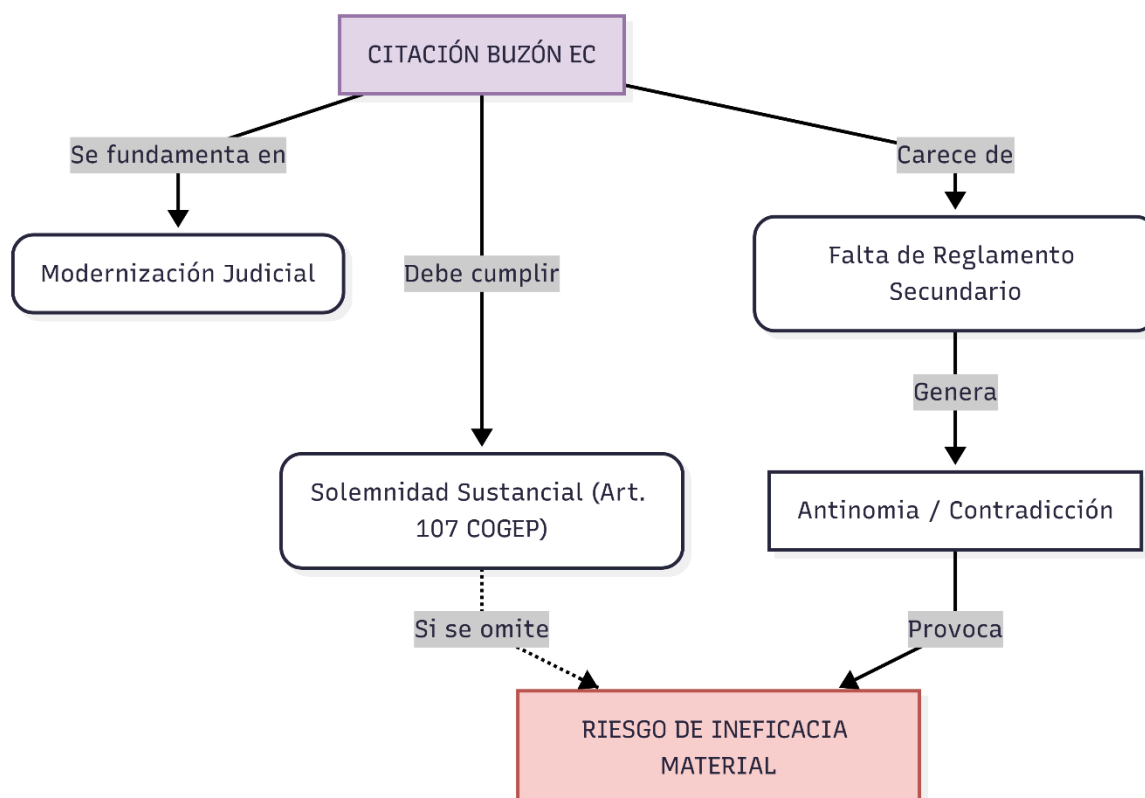 CITACIÓN BUZÓN EC
Se fundamenta en
Carece de
Modernización Judicial
Debe cumplir
Falta de Reglamento
Secundario
Genera
Solemnidad Sustancial (Art.
107 COGEP)
Antinomia / Contradicción
Si se omite
Provoca
RIESGO DE INEFICACIA
MATERIAL